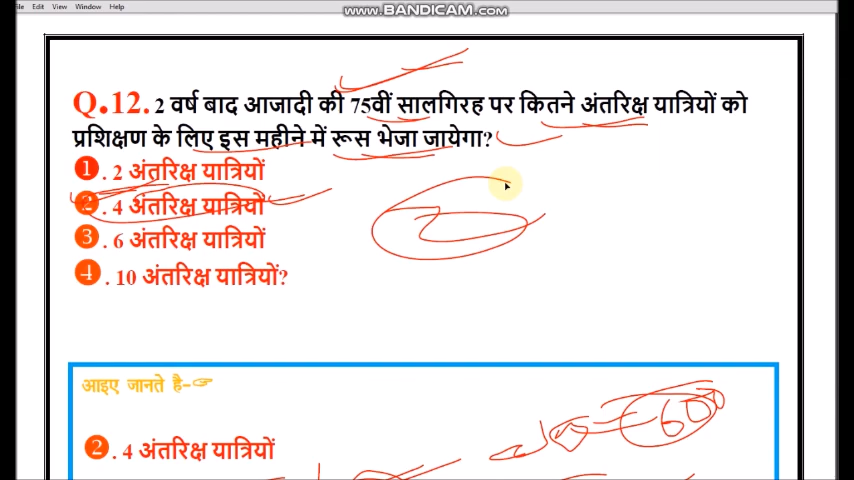 File Edit View Window Help
www.BANDICAM.com
Q.12. 2 वर्ष बाद आजादी की 75वीं सालगिरह पर कितने अंतरिक्ष यात्रियों को
प्रशिक्षण के लिए इस महीने में रूस भेजा जायेगा?
1. 2 अंतरिक्ष यात्रियों
2. 4 अंतरिक्ष यात्रियों
3. 6 अंतरिक्ष यात्रियों
4. 10 अंतरिक्ष यात्रियों?
आइए जानते है-☞
2. 4 अंतरिक्ष यात्रियों
600